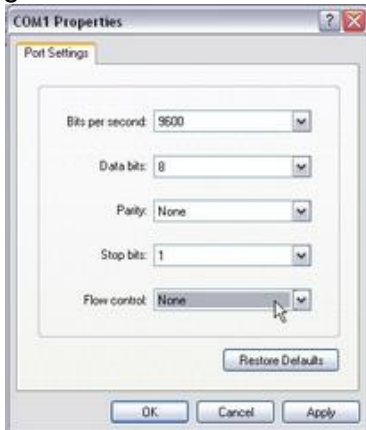 COM1 Properties
Port Settings
Bits per second: 9600
Data bits: 8
Parity: None
Stop bits: 1
Flow control: None
Restore Defaults
OK Cancel Apply